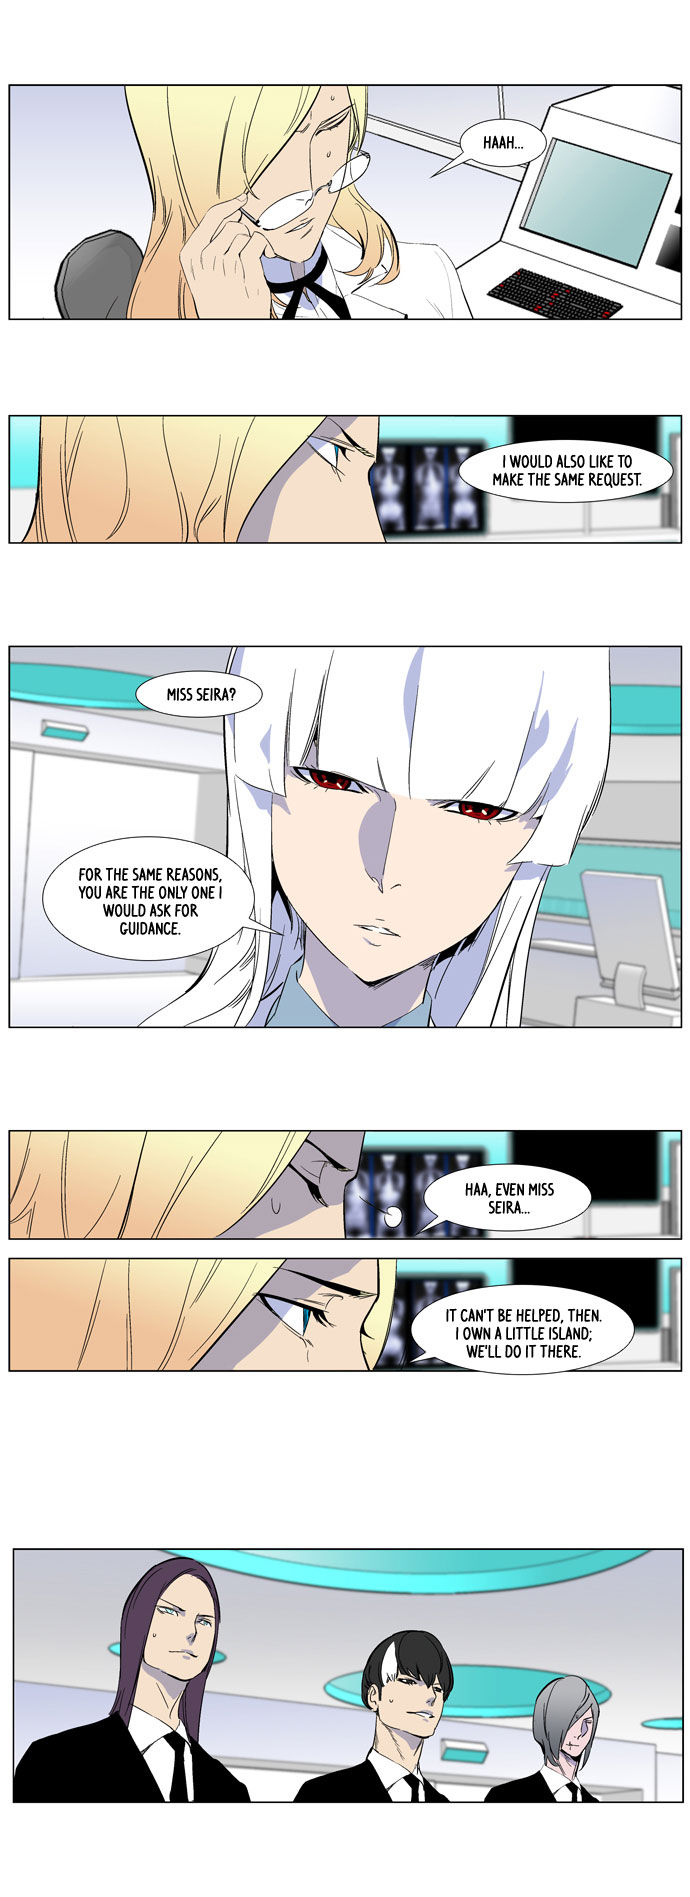 HAAH...
I WOULD ALSO LIKE TO
MAKE THE SAME REQUEST.
MISS SEIRA?
FOR THE SAME REASONS,
YOU ARE THE ONLY ONE I
WOULD ASK FOR
GUIDANCE.
HAA, EVEN MISS
SEIRA...
IT CAN'T BE HELPED, THEN.
I OWN A LITTLE ISLAND;
WE'LL DO IT THERE.